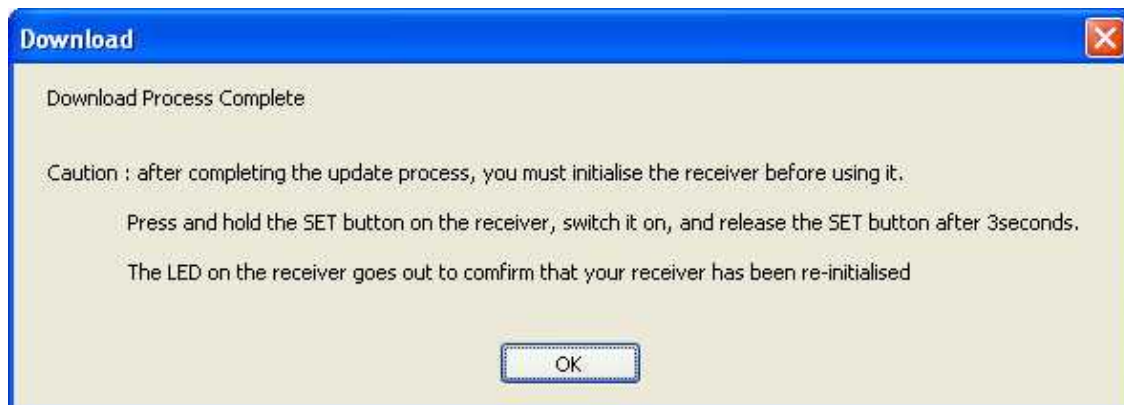 Download
Download Process Complete
Caution : after completing the update process, you must initialise the receiver before using it.
Press and hold the SET button on the receiver, switch it on, and release the SET button after 3seconds.
The LED on the receiver goes out to comfirm that your receiver has been re-initialised
OK